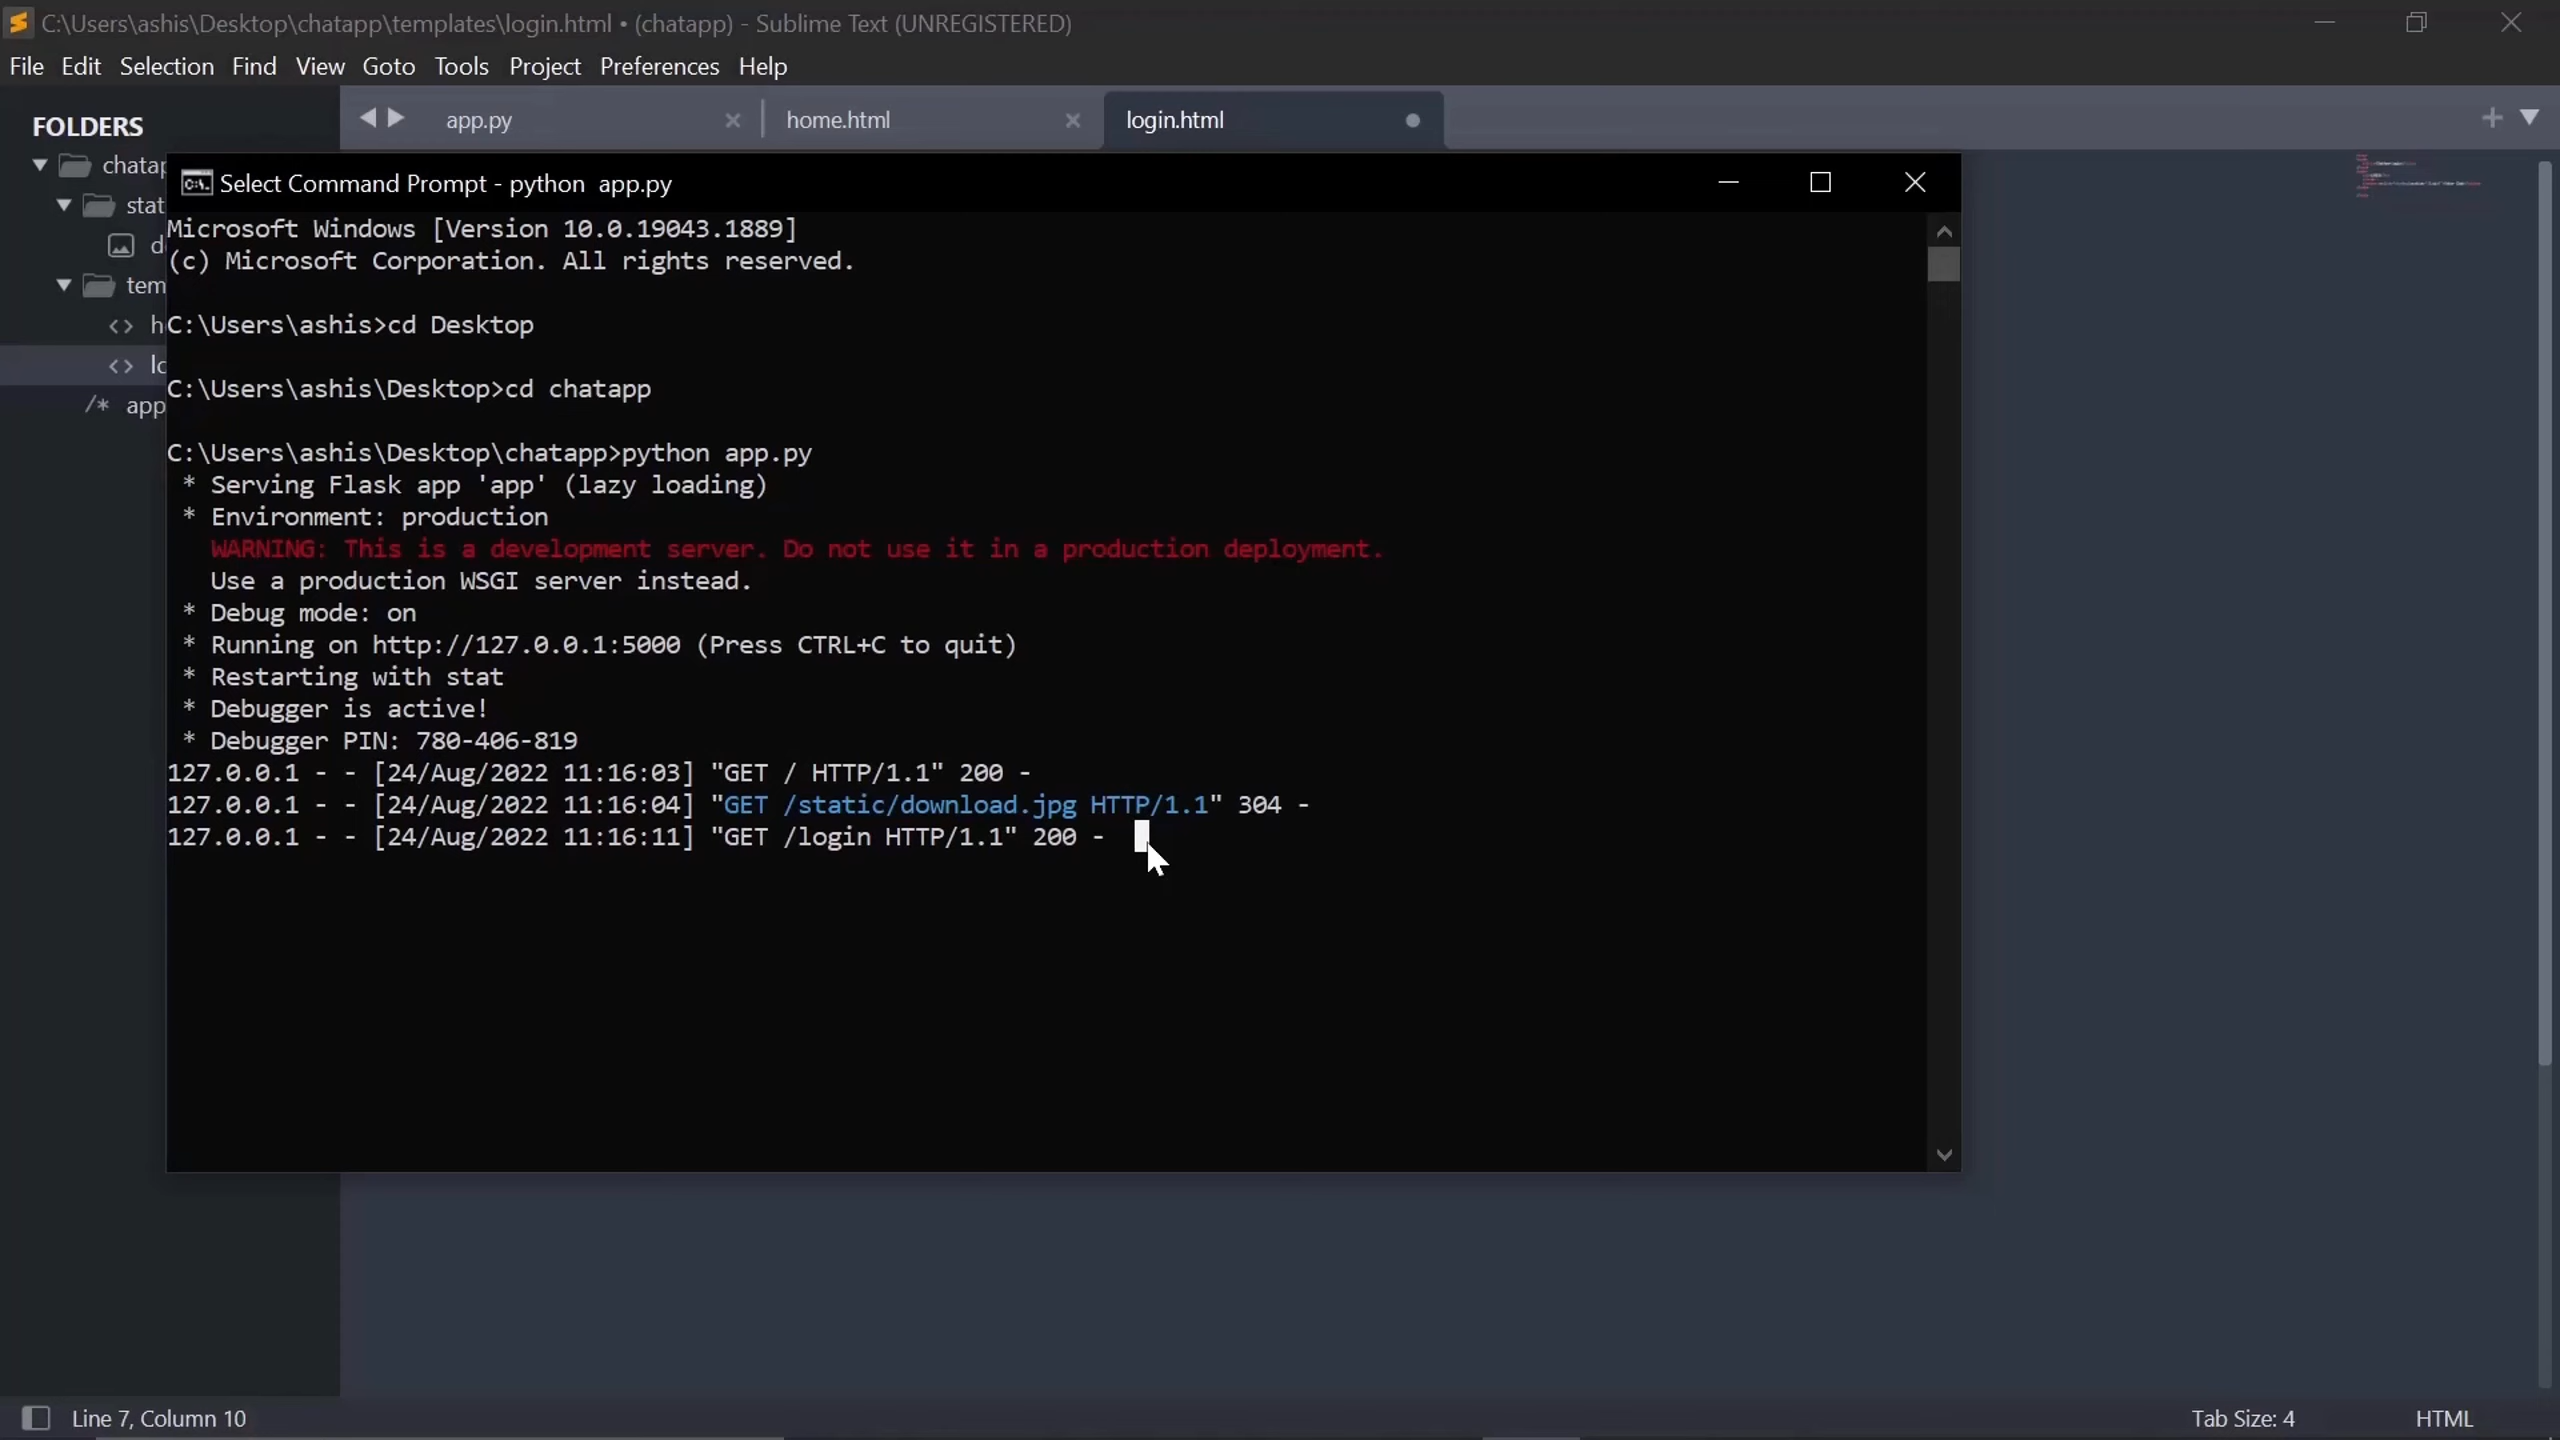 C:\Users\ashis\Desktop\chatapp\templates\login.html • (chatapp) - Sublime Text (UNREGISTERED)
File Edit Selection Find View Goto Tools Project Preferences Help
FOLDERS
app.py
home.html
login.html
chatap
stat
d
tem
h
lo
/* app
Select Command Prompt - python app.py
Microsoft Windows [Version 10.0.19043.1889]
(c) Microsoft Corporation. All rights reserved.
C:\Users\ashis>cd Desktop
C:\Users\ashis\Desktop>cd chatapp
C:\Users\ashis\Desktop\chatapp>python app.py
* Serving Flask app 'app' (lazy loading)
* Environment: production
WARNING: This is a development server. Do not use it in a production deployment.
Use a production WSGI server instead.
* Debug mode: on
* Running on http://127.0.0.1:5000 (Press CTRL+C to quit)
* Restarting with stat
* Debugger is active!
* Debugger PIN: 780-406-819
127.0.0.1 - - [24/Aug/2022 11:16:03] "GET / HTTP/1.1" 200 -
127.0.0.1 - - [24/Aug/2022 11:16:04] "GET /static/download.jpg HTTP/1.1" 304 -
127.0.0.1 - - [24/Aug/2022 11:16:11] "GET /login HTTP/1.1" 200 -
Line 7, Column 10
Tab Size: 4
HTML